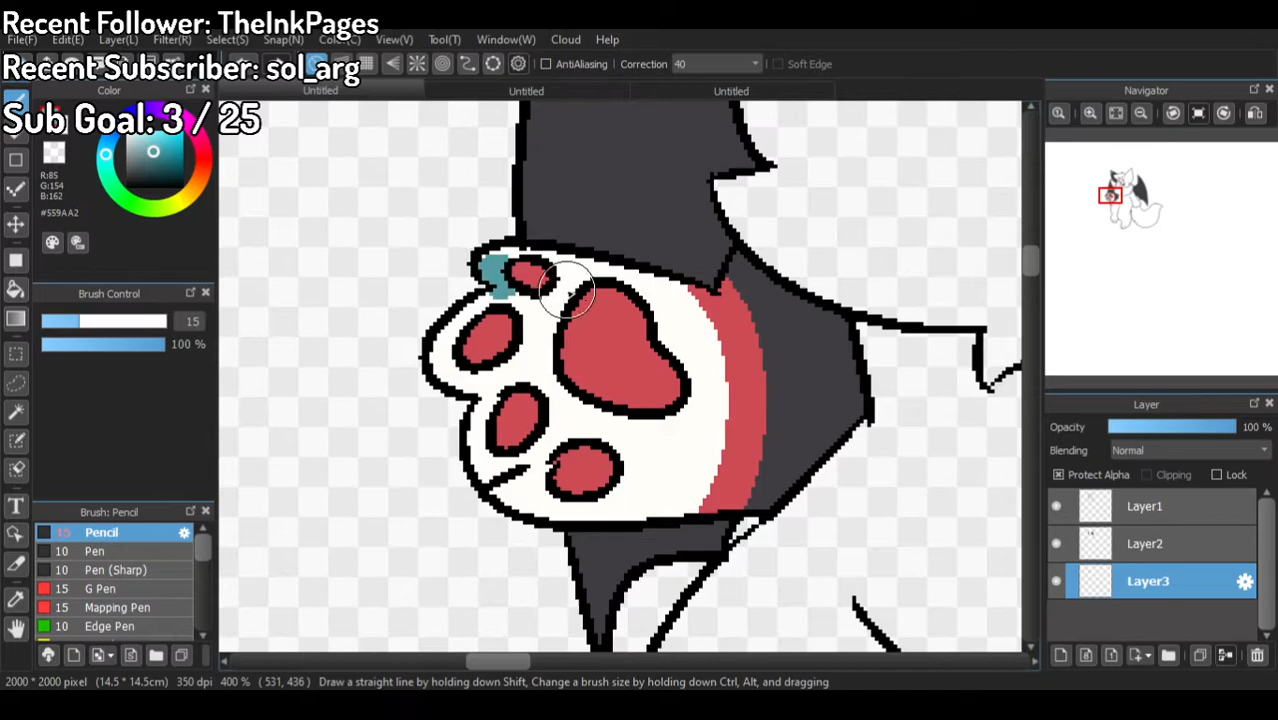 Recent Follower: TheInkPages
File(F) Edit(E) Layer(L) Filter(R) Select(S) Snap(N) View(V) Tool(T) Window(W) Cloud Help
Recent Subscriber: sol_arg
AntiAliasing Correction 40 Soft Edge
Color
Untitled Untitled Untitled
Sub Goal: 3 / 25
R:85
G:154
B:162
#559AA2
Brush Control
15
100 %
Brush: Pencil
15 Pencil
10 Pen
10 Pen (Sharp)
15 G Pen
15 Mapping Pen
10 Edge Pen
Navigator
Layer
Opacity 100 %
Blending Normal
Protect Alpha Clipping Lock
Layer1
Layer2
Layer3
2000 * 2000 pixel (14.5 * 14.5cm) 350 dpi 400 % ( 531, 436 ) Draw a straight line by holding down Shift, Change a brush size by holding down Ctrl, Alt, and dragging